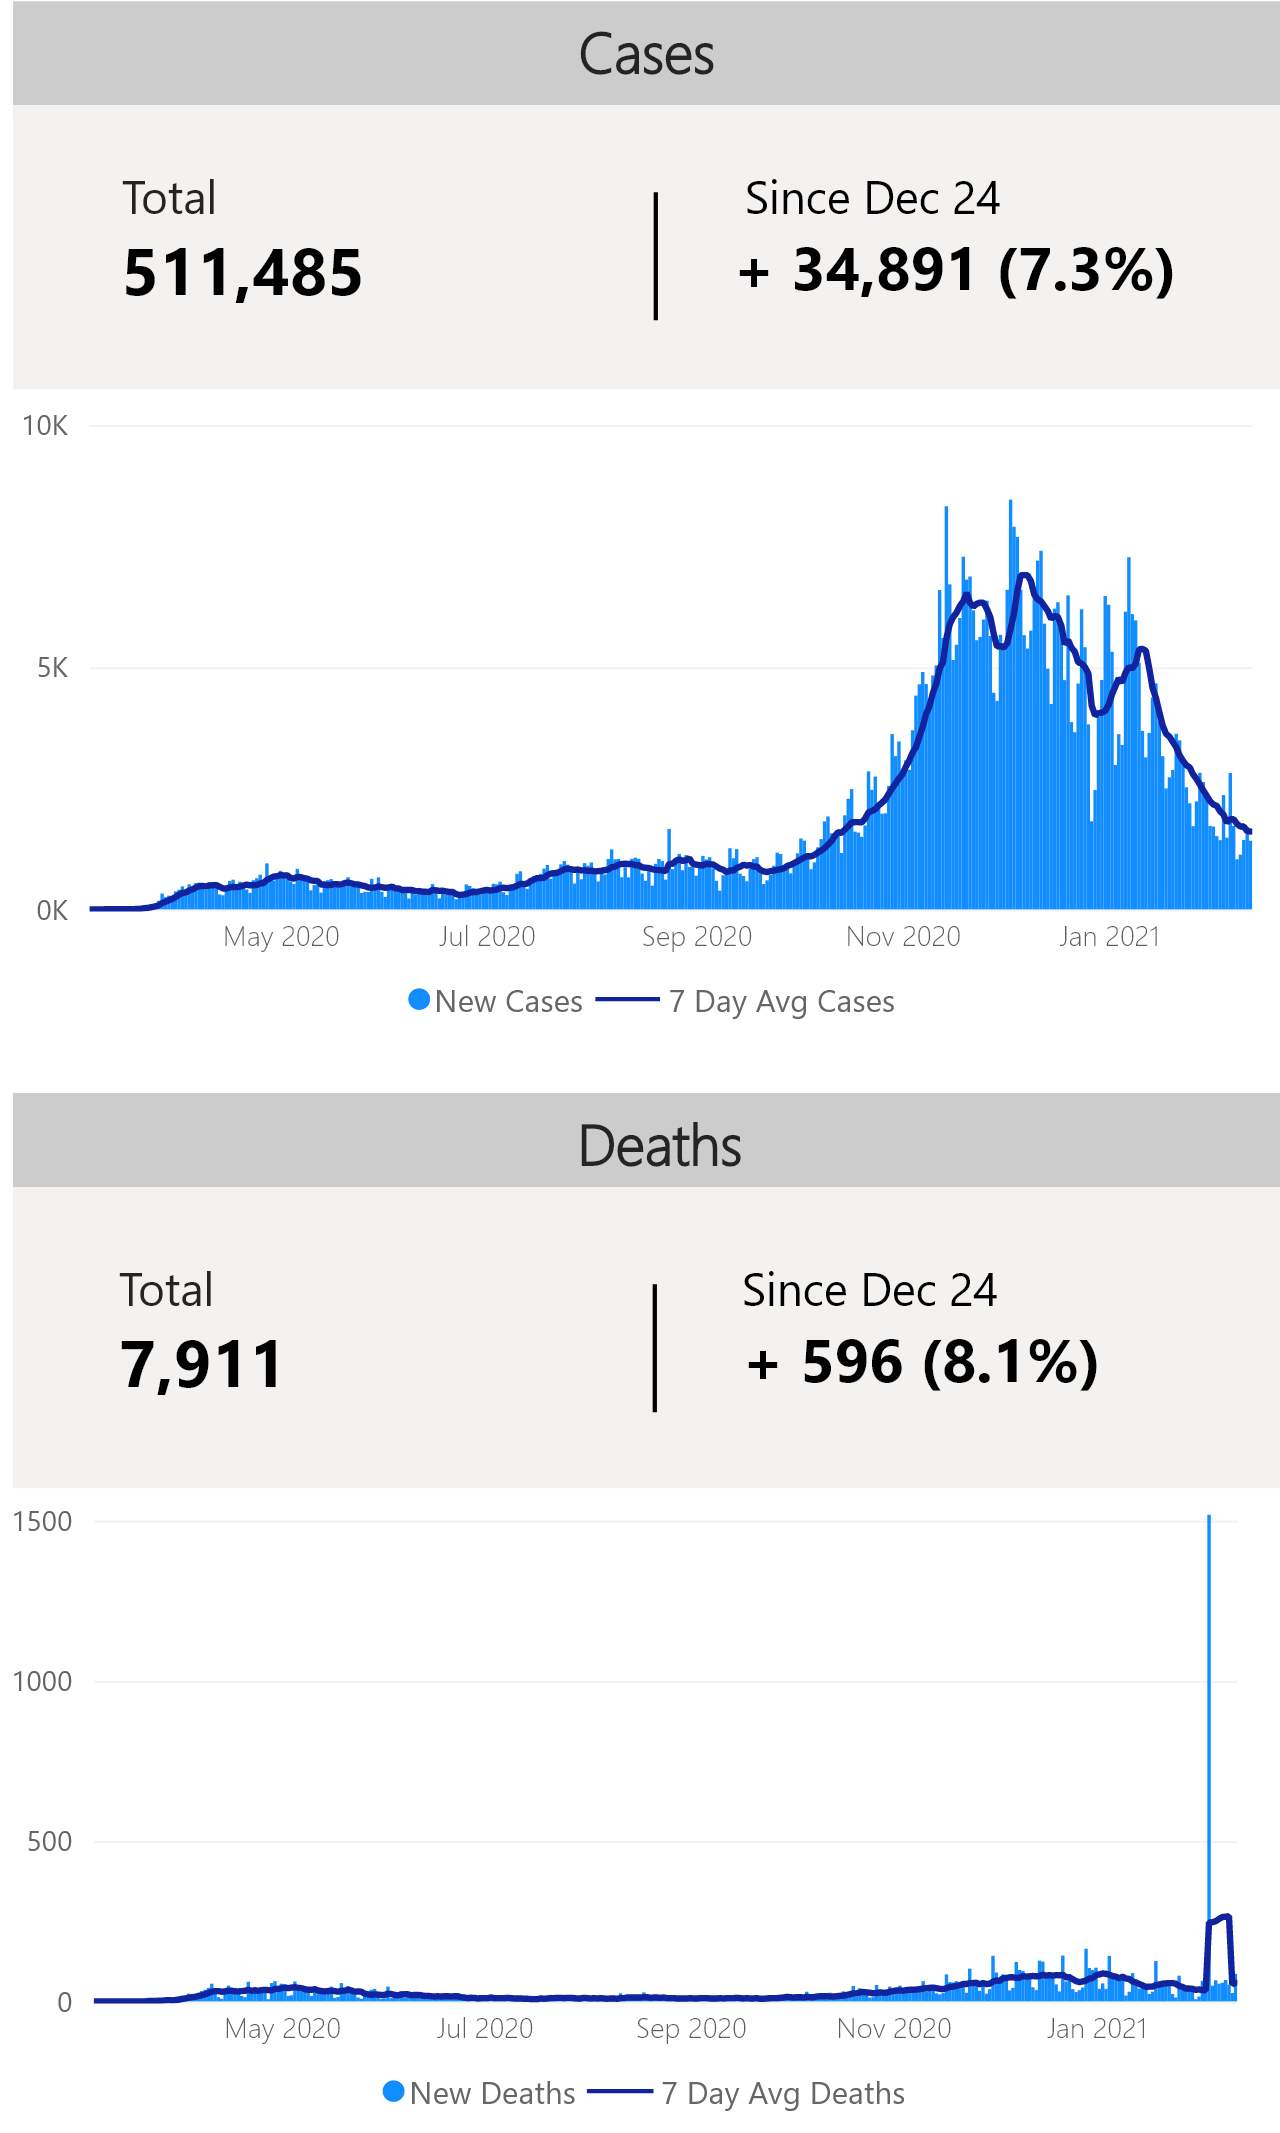 Cases
Total
Since Dec 24
511,485
+ 34,891 (7.3%)
10K
5K
0K
May 2020
Jul 2020
Sep 2020
Nov 2020
Jan 2021
New Cases
7 Day Avg Cases
Deaths
Total
Since Dec 24
7,911
+ 596 (8.1%)
1500
1000
500
0
May 2020
Jul 2020
Sep 2020
Nov 2020
Jan 2021
New Deaths
7 Day Avg Deaths